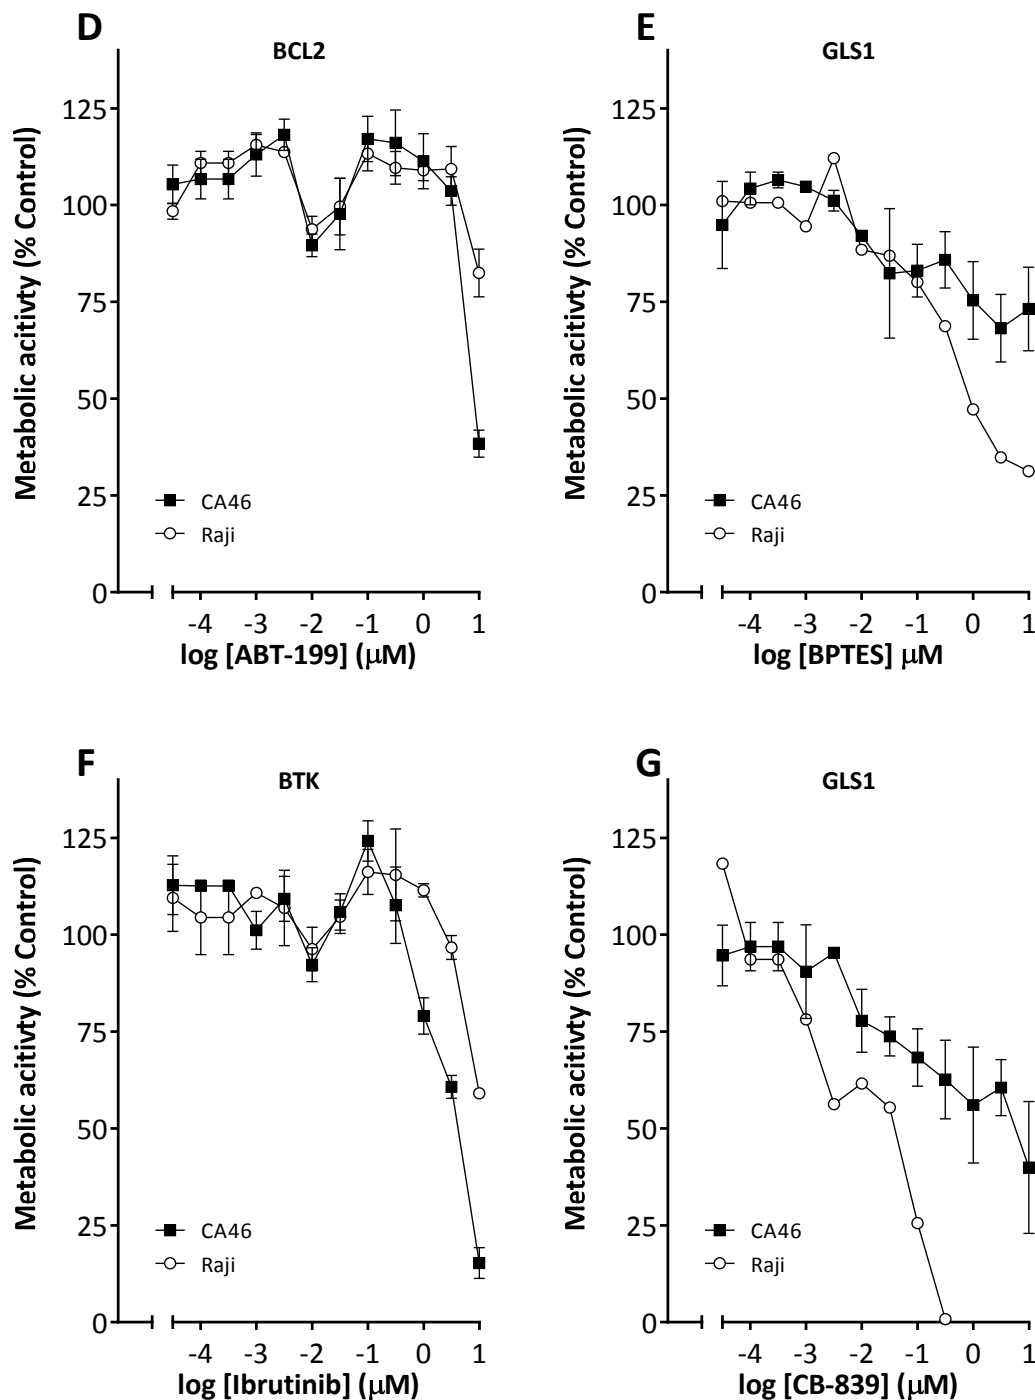 D
BCL2
Metabolic acitivty (% Control)
125
100
75
50
25
0
CA46
Raji
-4 -3 -2 -1 0 1
log [ABT-199] (μM)
E
GLS1
Metabolic acitivty (% Control)
125
100
75
50
25
0
CA46
Raji
-4 -3 -2 -1 0 1
log [BPTES] μM
F
BTK
Metabolic acitivty (% Control)
125
100
75
50
25
0
CA46
Raji
-4 -3 -2 -1 0 1
log [Ibrutinib] (μM)
G
GLS1
Metabolic acitivty (% Control)
125
100
75
50
25
0
CA46
Raji
-4 -3 -2 -1 0 1
log [CB-839] (μM)